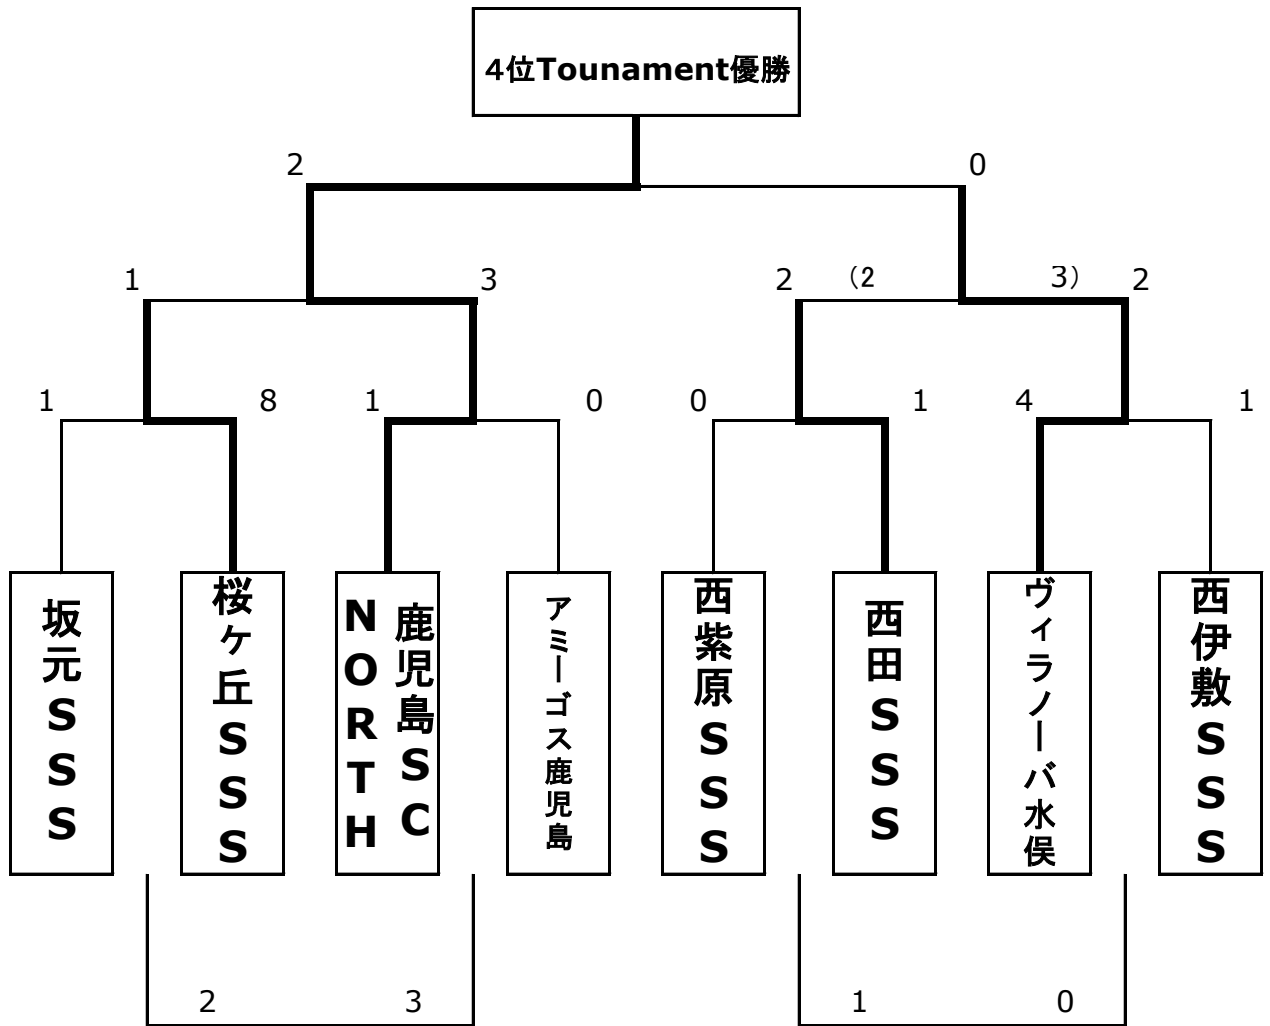 4位Tounament優勝
2 0
1 3 2 （2 3） 2
1 8 1 0 0 1 4 1
坂元SSS
桜ヶ丘SSS
鹿児島SC
NORTH
アミーゴス鹿児島
西紫原SSS
西田SSS
ヴィラノーバ水俣
西伊敷SSS
2 3 1 0